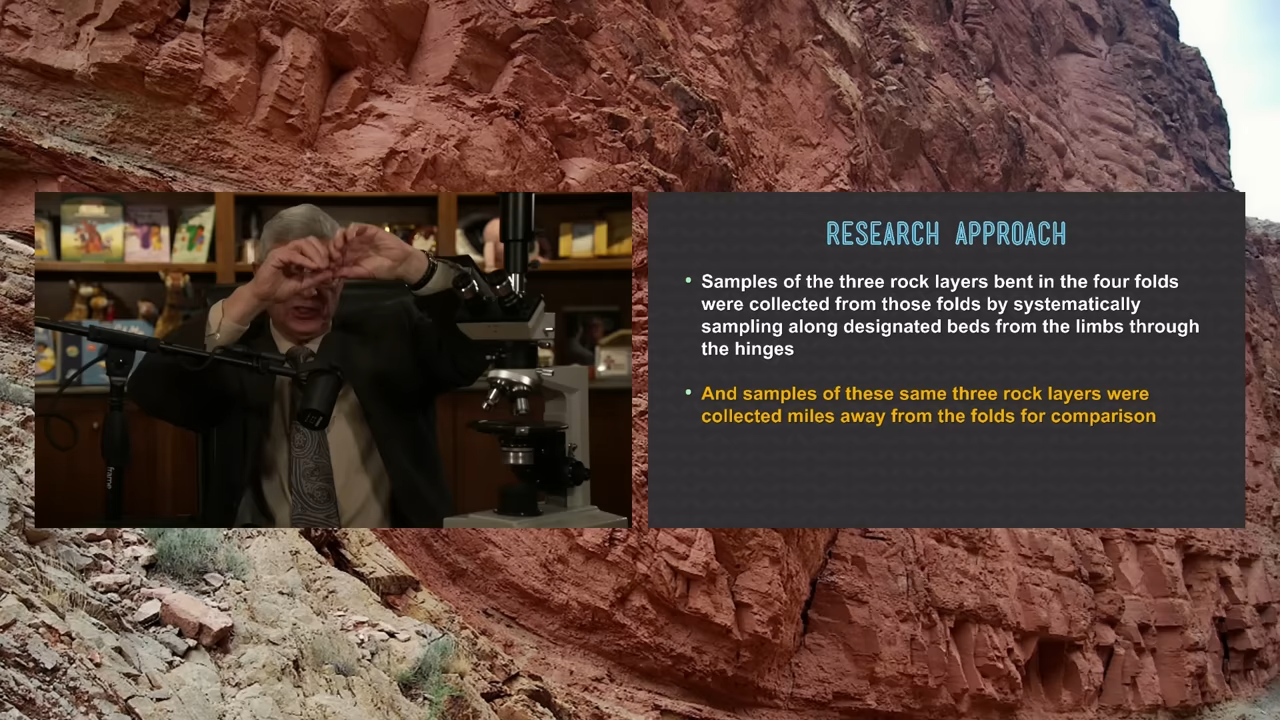 RESEARCH APPROACH
• Samples of the three rock layers bent in the four folds
were collected from those folds by systematically
sampling along designated beds from the limbs through
the hinges
• And samples of these same three rock layers were
collected miles away from the folds for comparison
frame